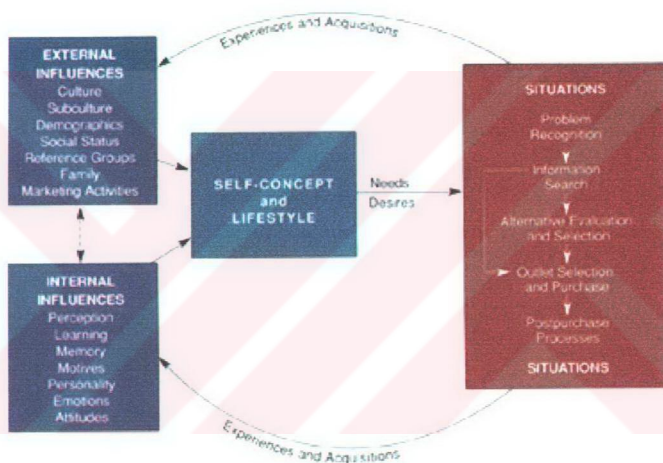 Experiences and Acquisitions
EXTERNAL
INFLUENCES
Culture
Subculture
Demographics
Social Status
Reference Groups
Family
Marketing Activities
INTERNAL
INFLUENCES
Perception
Learning
Memory
Motives
Personality
Emotions
Attitudes
SELF-CONCEPT
and
LIFESTYLE
Needs
Desires
SITUATIONS
Problem
Recognition
Information
Search
Alternative Evaluation
and Selection
Outlet Selection
and Purchase
Postpurchase
Processes
SITUATIONS
Experiences and Acquisitions